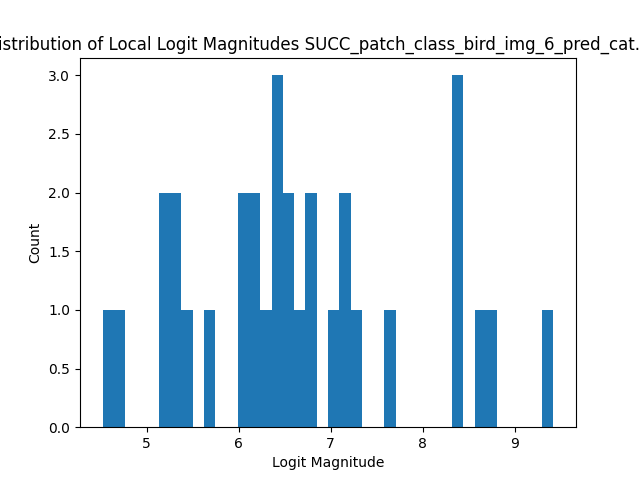 istribution of Local Logit Magnitudes SUCC_patch_class_bird_img_6_pred_cat.
3.0
2.5
2.0
1.5
1.0
0.5
0.0
Count
5 6 7 8 9
Logit Magnitude